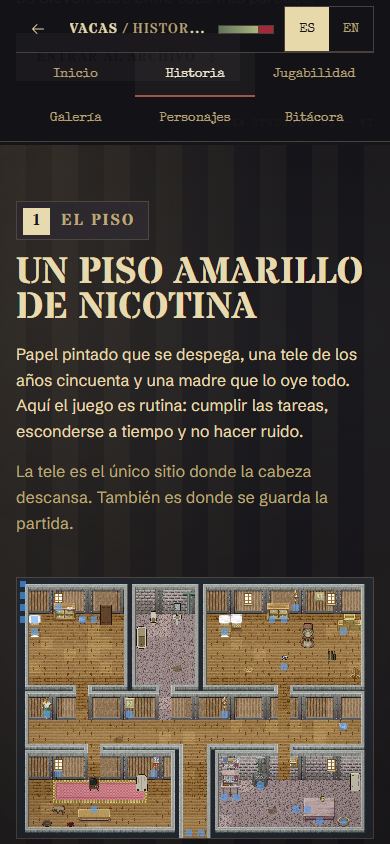 ← VACAS / HISTOR... ES EN
ENTRAR AL ARCHIVO
Inicio Historia Jugabilidad
Galería Personajes Bitácora
1 EL PISO
UN PISO AMARILLO
DE NICOTINA
Papel pintado que se despega, una tele de los
años cincuenta y una madre que lo oye todo.
Aquí el juego es rutina: cumplir las tareas,
esconderse a tiempo y no hacer ruido.
La tele es el único sitio donde la cabeza
descansa. También es donde se guarda la
partida.